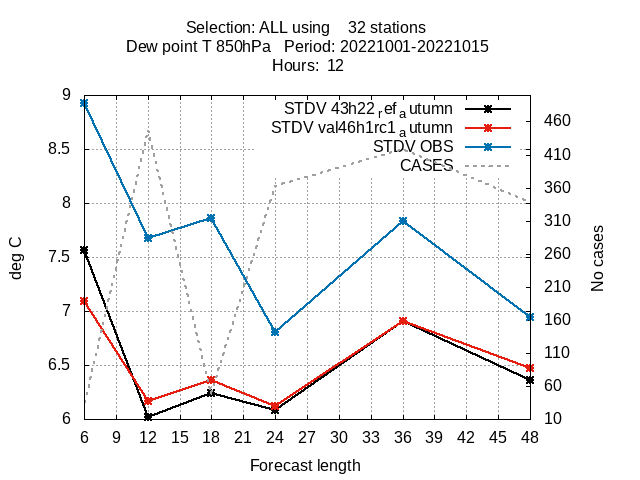 Selection: ALL using 32 stations
Dew point T 850hPa Period: 20221001-20221015
Hours: 12
STDV 43h22ref autumn
STDV val46h1rc1autumn
STDV OBS
CASES
9
8.5
8
7.5
7
6.5
6
deg C
460
410
360
310
260
210
160
110
60
10
No cases
6 9 12 15 18 21 24 27 30 33 36 39 42 45 48
Forecast length